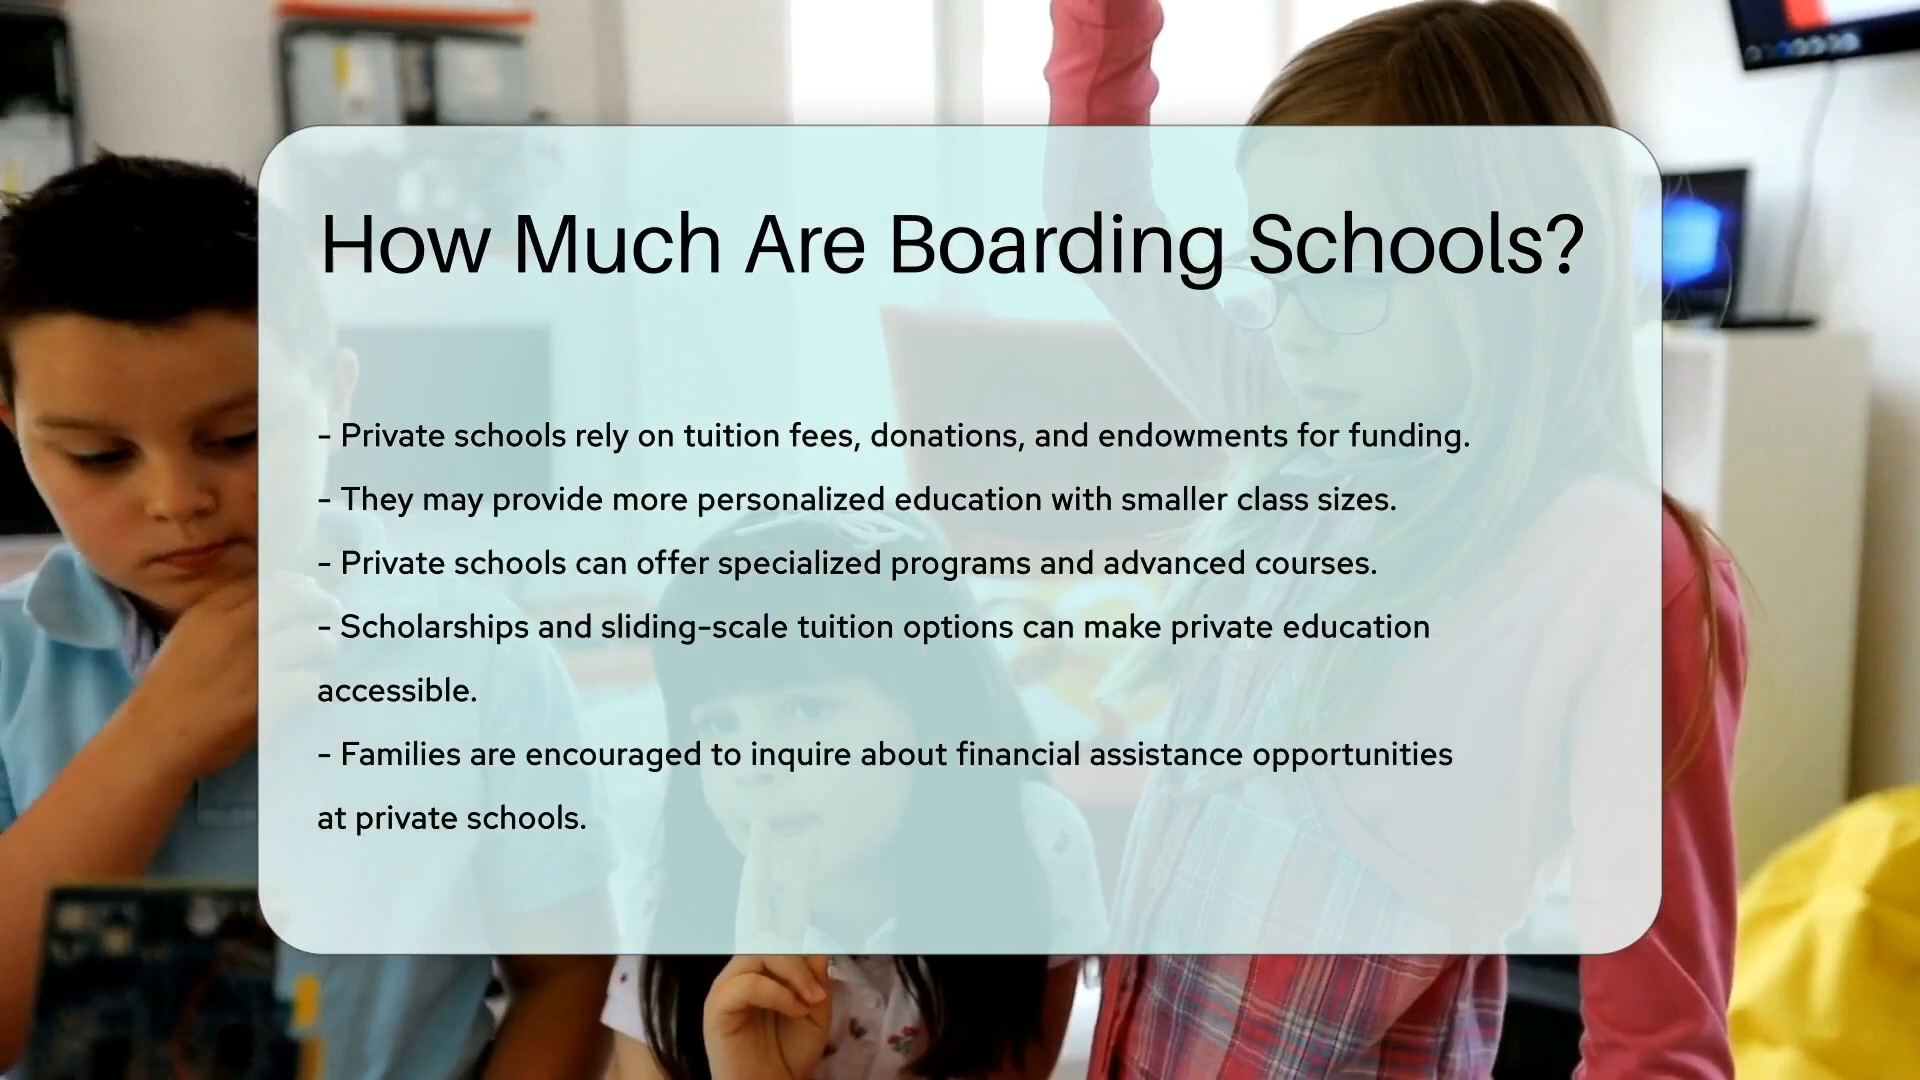 How Much Are Boarding Schools?
- Private schools rely on tuition fees, donations, and endowments for funding.
- They may provide more personalized education with smaller class sizes.
- Private schools can offer specialized programs and advanced courses.
- Scholarships and sliding-scale tuition options can make private education
accessible.
- Families are encouraged to inquire about financial assistance opportunities
at private schools.